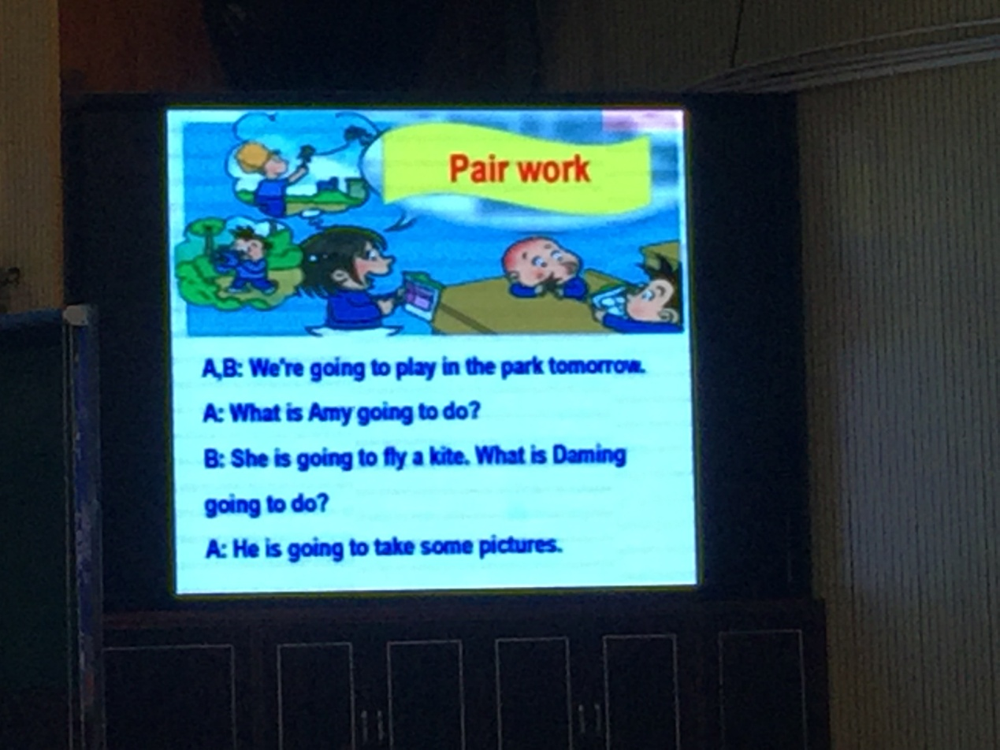 Pair work
A,B: We're going to play in the park tomorrow.
A: What is Amy going to do?
B: She is going to fly a kite. What is Daming
going to do?
A: He is going to take some pictures.